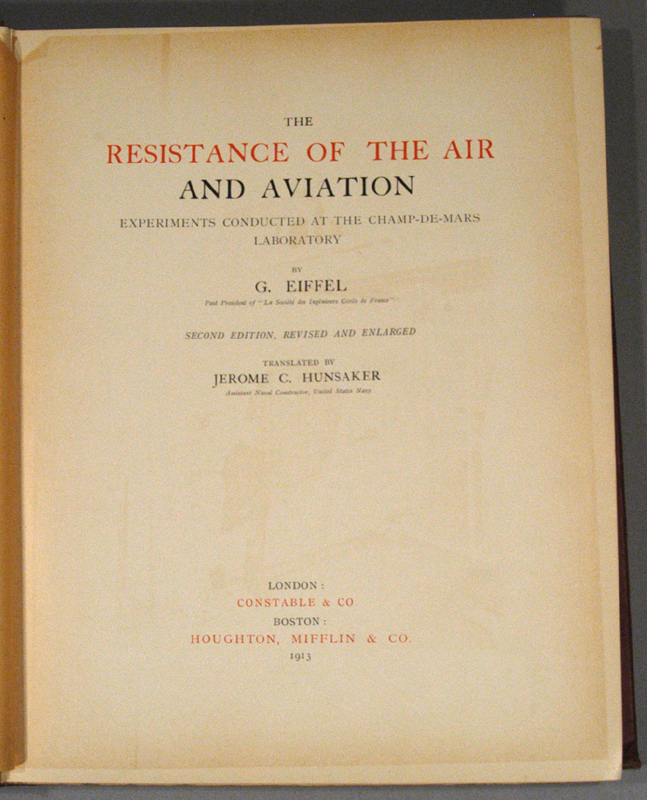 THE
RESISTANCE OF THE AIR
AND AVIATION
EXPERIMENTS CONDUCTED AT THE CHAMP-DE-MARS
LABORATORY
BY
G. EIFFEL
Past President of "La Société des Ingénieurs Civils de France"
SECOND EDITION, REVISED AND ENLARGED
TRANSLATED BY
JEROME C. HUNSAKER
Assistant Naval Constructor, United States Navy
LONDON:
CONSTABLE & CO
BOSTON:
HOUGHTON, MIFFLIN & CO.
1913